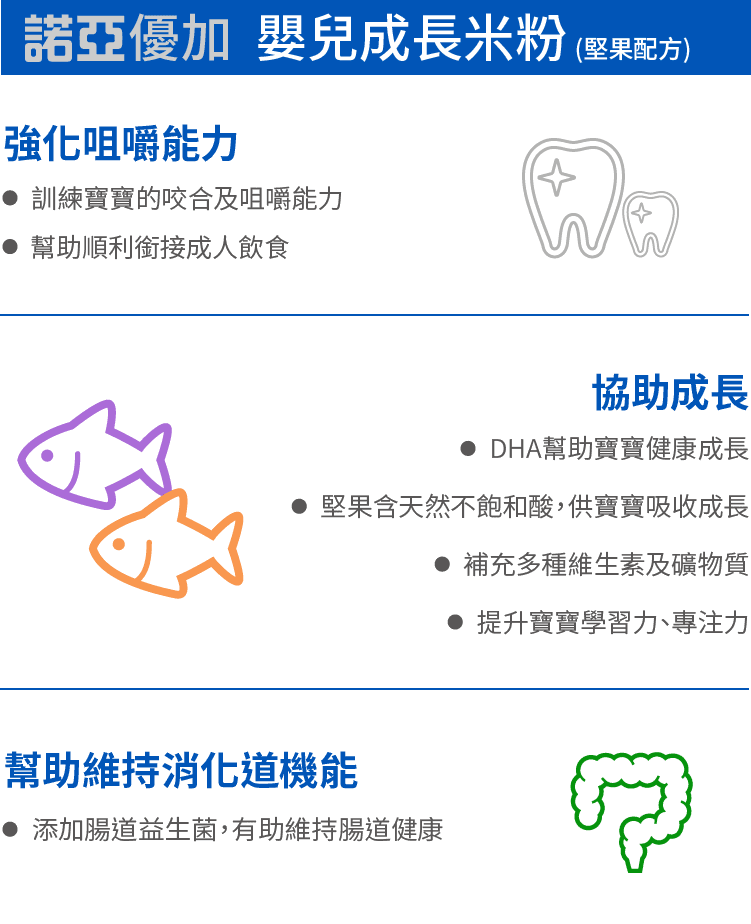 諾亞優加 嬰兒成長米粉 (堅果配方)
強化咀嚼能力
● 訓練寶寶的咬合及咀嚼能力
● 幫助順利銜接成人飲食
協助成長
● DHA幫助寶寶健康成長
● 堅果含天然不飽和酸，供寶寶吸收成長
● 補充多種維生素及礦物質
● 提升寶寶學習力、專注力
幫助維持消化道機能
● 添加腸道益生菌，有助維持腸道健康